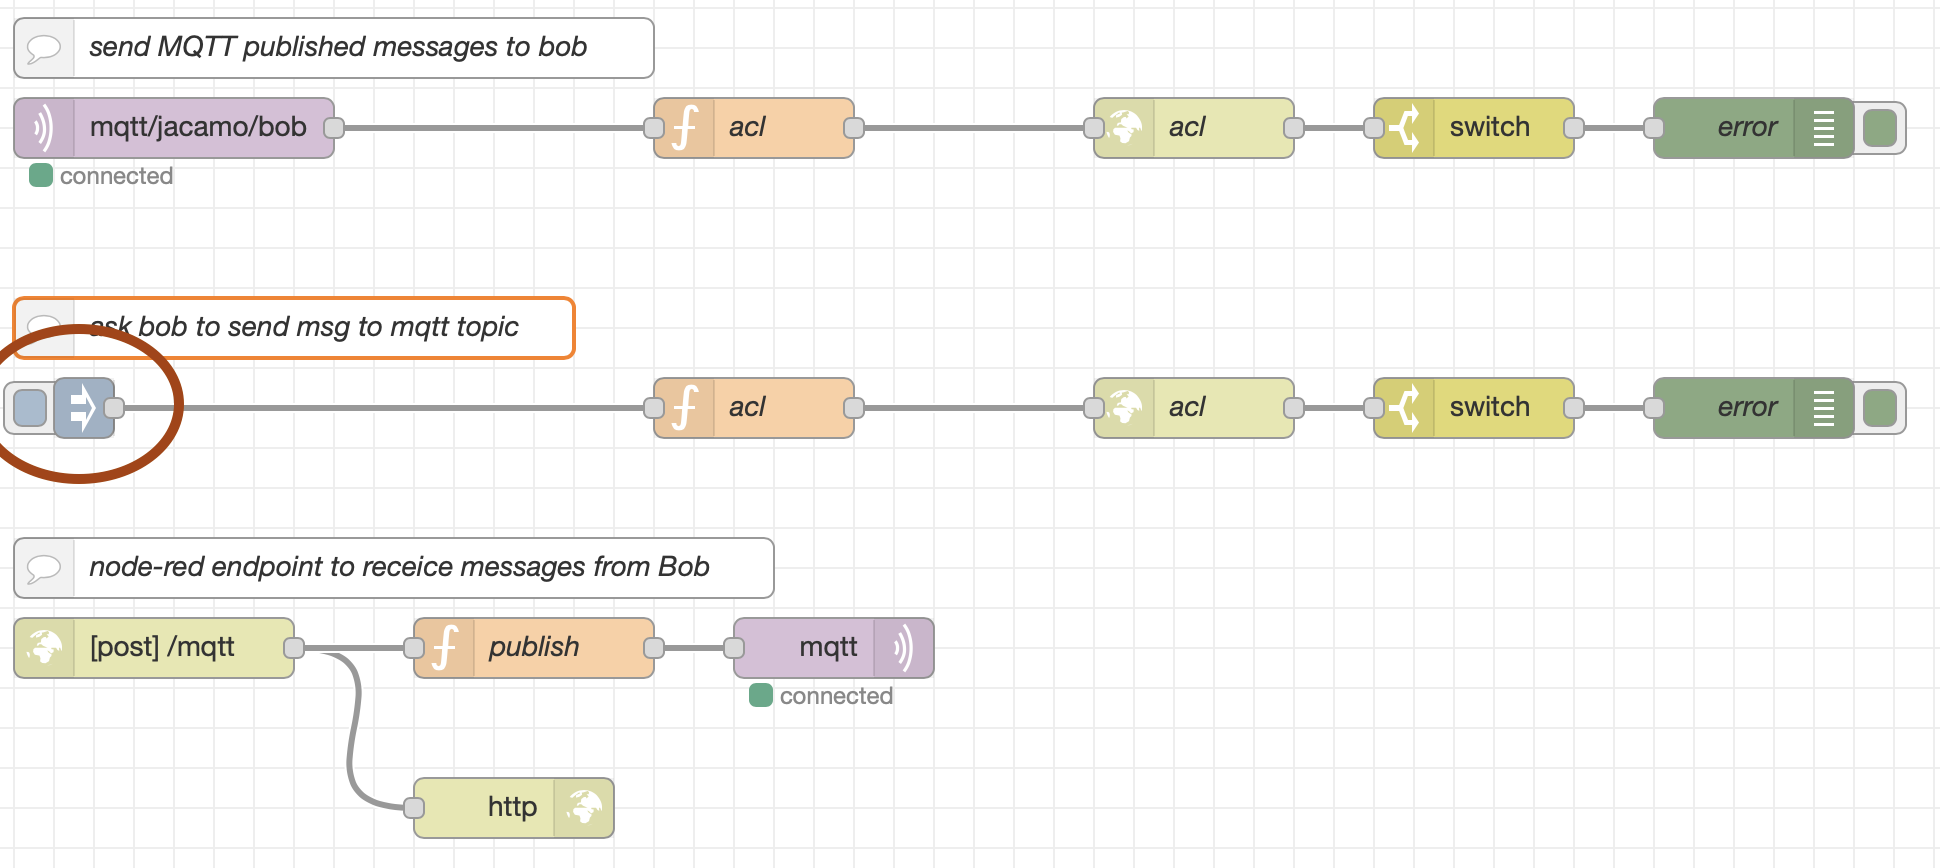 send MQTT published messages to bob
mqtt/jacamo/bob
acl
acl
switch
error
connected
ask bob to send msg to mqtt topic
acl
acl
switch
error
node-red endpoint to receice messages from Bob
[post] /mqtt
publish
mqtt
connected
http